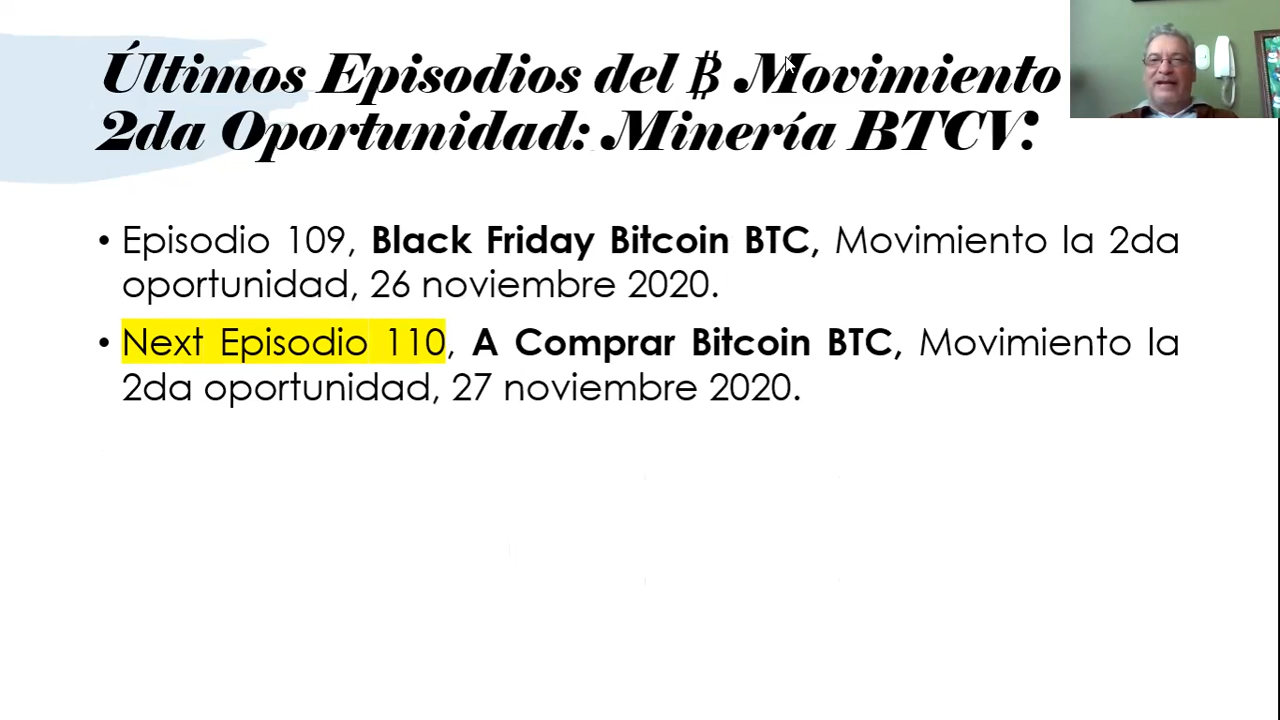 Últimos Episodios del ₿ Movimiento
2da Oportunidad: Minería BTCV:
• Episodio 109, Black Friday Bitcoin BTC, Movimiento la 2da
oportunidad, 26 noviembre 2020.
• Next Episodio 110, A Comprar Bitcoin BTC, Movimiento la
2da oportunidad, 27 noviembre 2020.